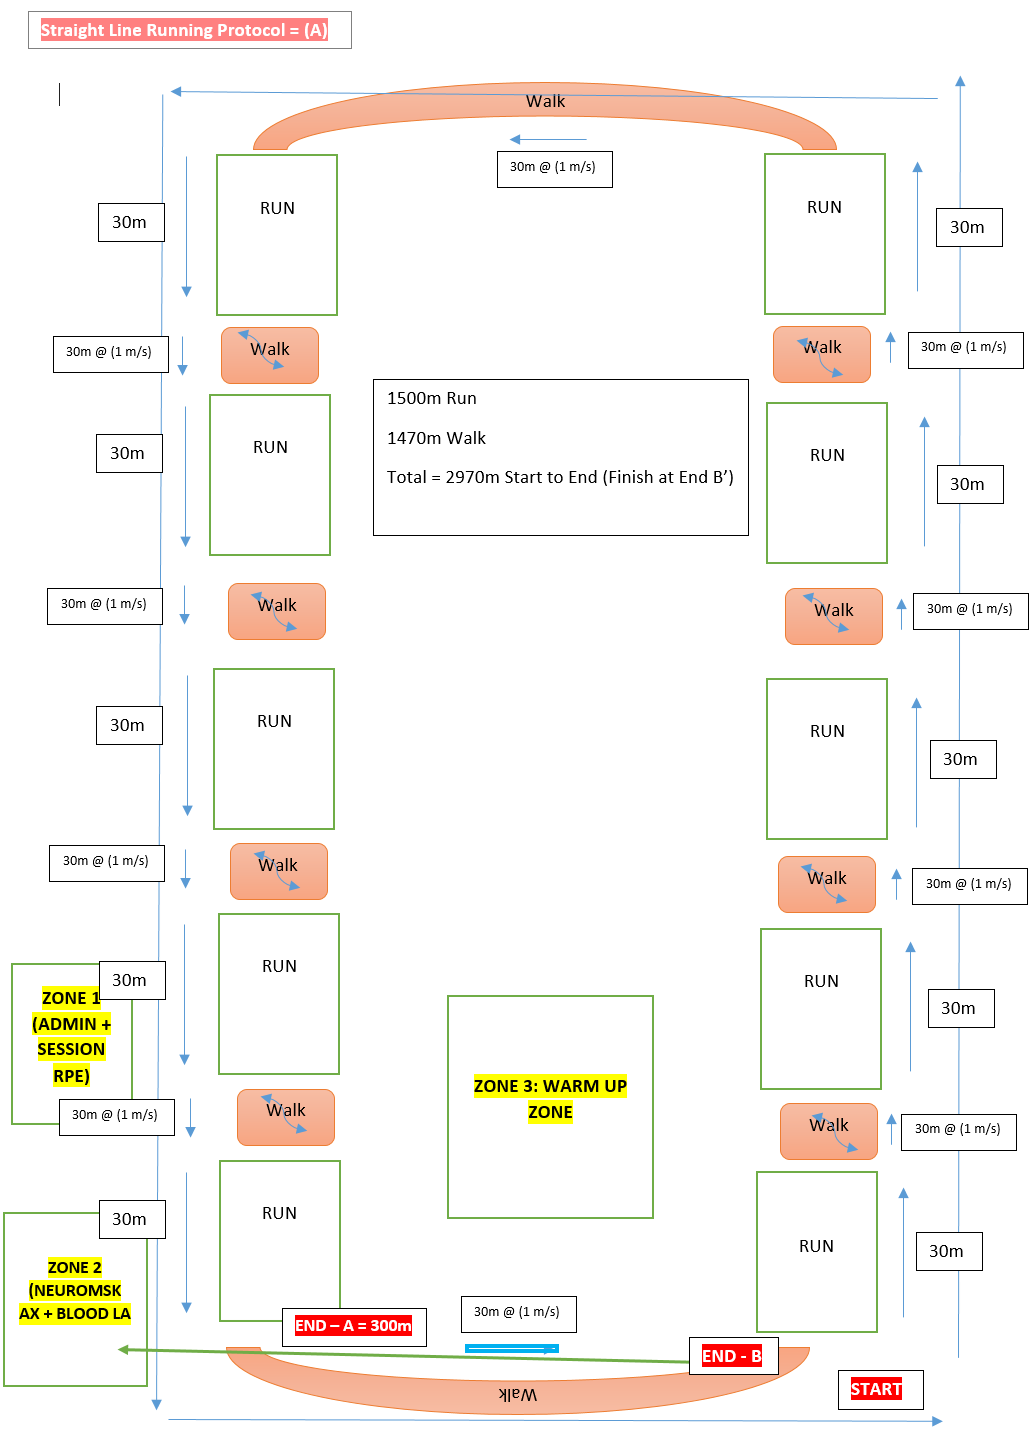 Straight Line Running Protocol = (A)
Walk
30m @ (1 m/s)
RUN
RUN
30m
30m
30m @ (1 m/s)
Walk
Walk
30m @ (1 m/s)
1500m Run
1470m Walk
Total = 2970m Start to End (Finish at End B’)
30m
RUN
RUN
30m
30m @ (1 m/s)
Walk
Walk
30m @ (1 m/s)
30m
RUN
RUN
30m
30m @ (1 m/s)
Walk
Walk
30m @ (1 m/s)
30m
RUN
RUN
30m
ZONE 1
(ADMIN +
SESSION
RPE)
ZONE 3: WARM UP
ZONE
30m @ (1 m/s)
Walk
Walk
30m @ (1 m/s)
30m
RUN
RUN
30m
ZONE 2
(NEUROMSK
AX + BLOOD LA
END – A = 300m
30m @ (1 m/s)
END - B
Walk
START